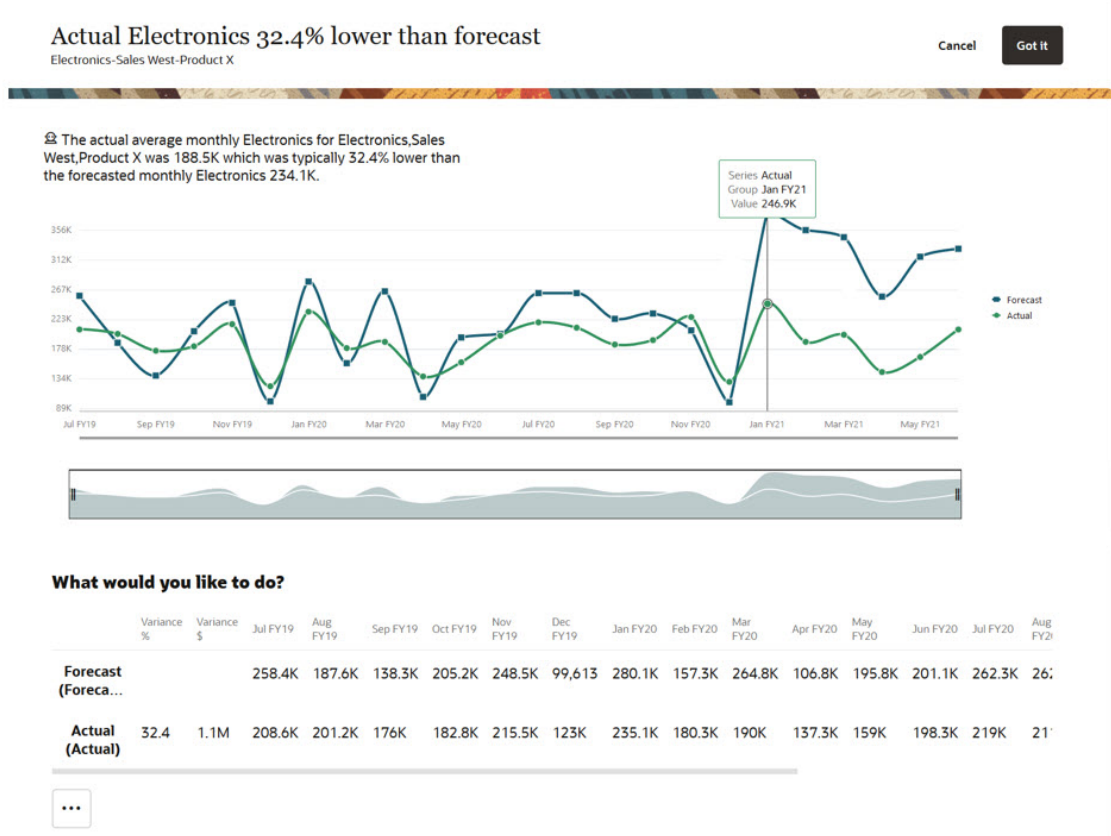 Actual Electronics 32.4% lower than forecast
Electronics-Sales West-Product X
Cancel
Got it
The actual average monthly Electronics for Electronics,Sales
West,Product X was 188.5K which was typically 32.4% lower than
the forecasted monthly Electronics 234.1K.
Series Actual
Group Jan FY21
Value 246.9K
356K
312K
267K
223K
178K
134K
89K
Jul FY19 Sep FY19 Nov FY19 Jan FY20 Mar FY20 May FY20 Jul FY20 Sep FY20 Nov FY20 Jan FY21 Mar FY21 May FY21
Forecast
Actual
What would you like to do?
Variance % Variance $ Jul FY19 Aug FY19 Sep FY19 Oct FY19 Nov FY19 Dec FY19 Jan FY20 Feb FY20 Mar FY20 Apr FY20 May FY20 Jun FY20 Jul FY20 Aug
Forecast (Foreca... 258.4K 187.6K 138.3K 205.2K 248.5K 99,613 280.1K 157.3K 264.8K 106.8K 195.8K 201.1K 262.3K
Actual (Actual) 32.4 1.1M 208.6K 201.2K 176K 182.8K 215.5K 123K 235.1K 180.3K 190K 137.3K 159K 198.3K 219K
...